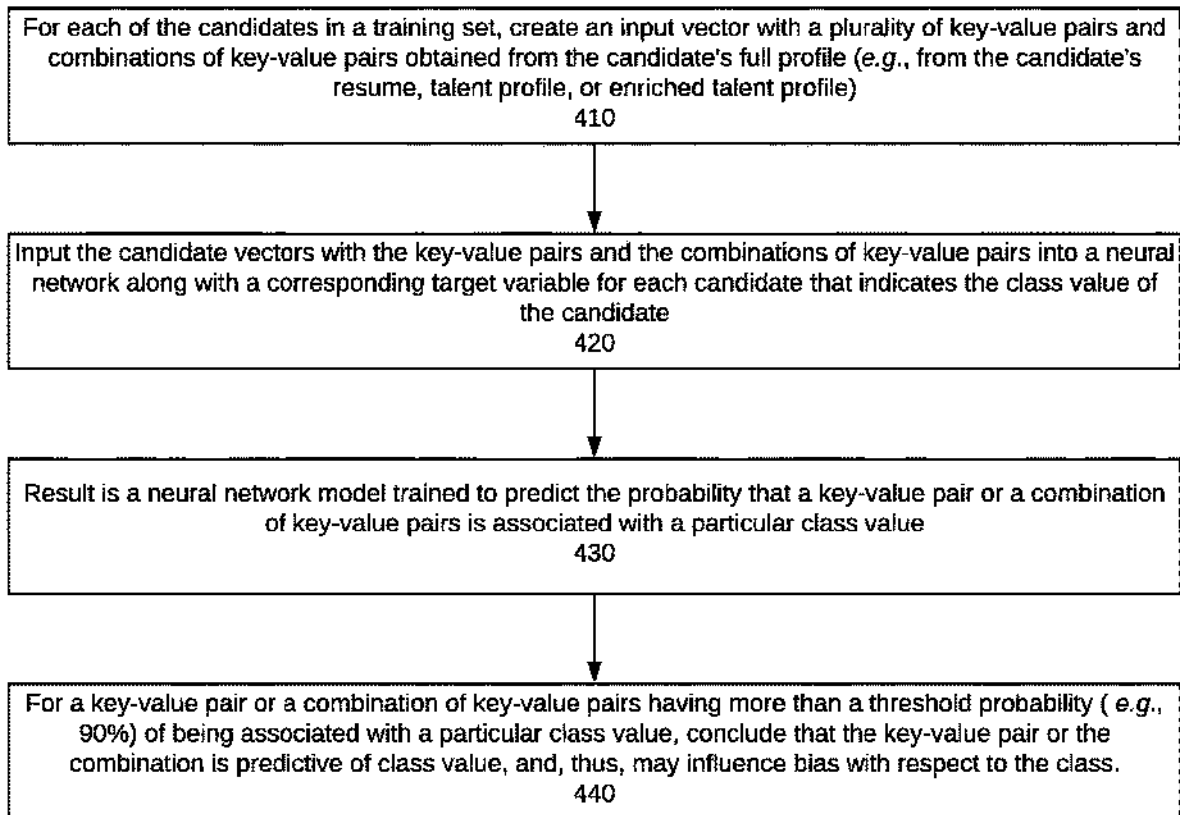 For each of the candidates in a training set, create an input vector with a plurality of key-value pairs and
combinations of key-value pairs obtained from the candidate's full profile (e.g., from the candidate's
resume, talent profile, or enriched talent profile)
410
Input the candidate vectors with the key-value pairs and the combinations of key-value pairs into a neural
network along with a corresponding target variable for each candidate that indicates the class value of
the candidate
420
Result is a neural network model trained to predict the probability that a key-value pair or a combination
of key-value pairs is associated with a particular class value
430
For a key-value pair or a combination of key-value pairs having more than a threshold probability ( e.g.,
90%) of being associated with a particular class value, conclude that the key-value pair or the
combination is predictive of class value, and, thus, may influence bias with respect to the class.
440